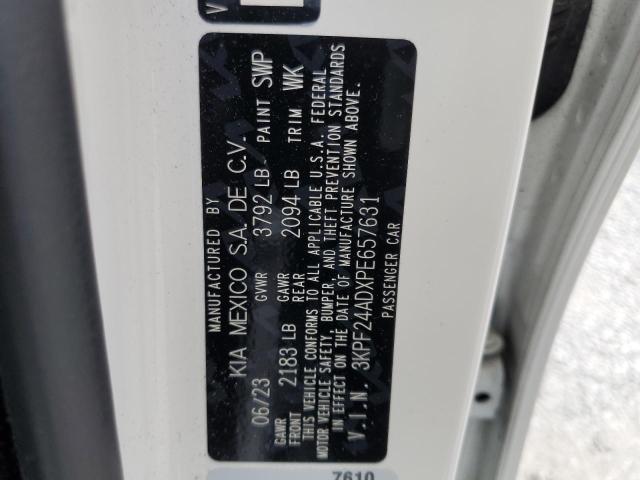 V
MANUFACTURED BY
KIA MEXICO S.A. DE C.V.
06/23 GVWR 3792 LB PAINT SWP
GAWR FRONT 2183 LB GAWR REAR 2094 LB TRIM WK
THIS VEHICLE CONFORMS TO ALL APPLICABLE U.S.A. FEDERAL
MOTOR VEHICLE SAFETY, BUMPER, AND THEFT PREVENTION STANDARDS
IN EFFECT ON THE DATE OF MANUFACTURE SHOWN ABOVE.
V.I.N. 3KPF24ADXPE657631
PASSENGER CAR
7610